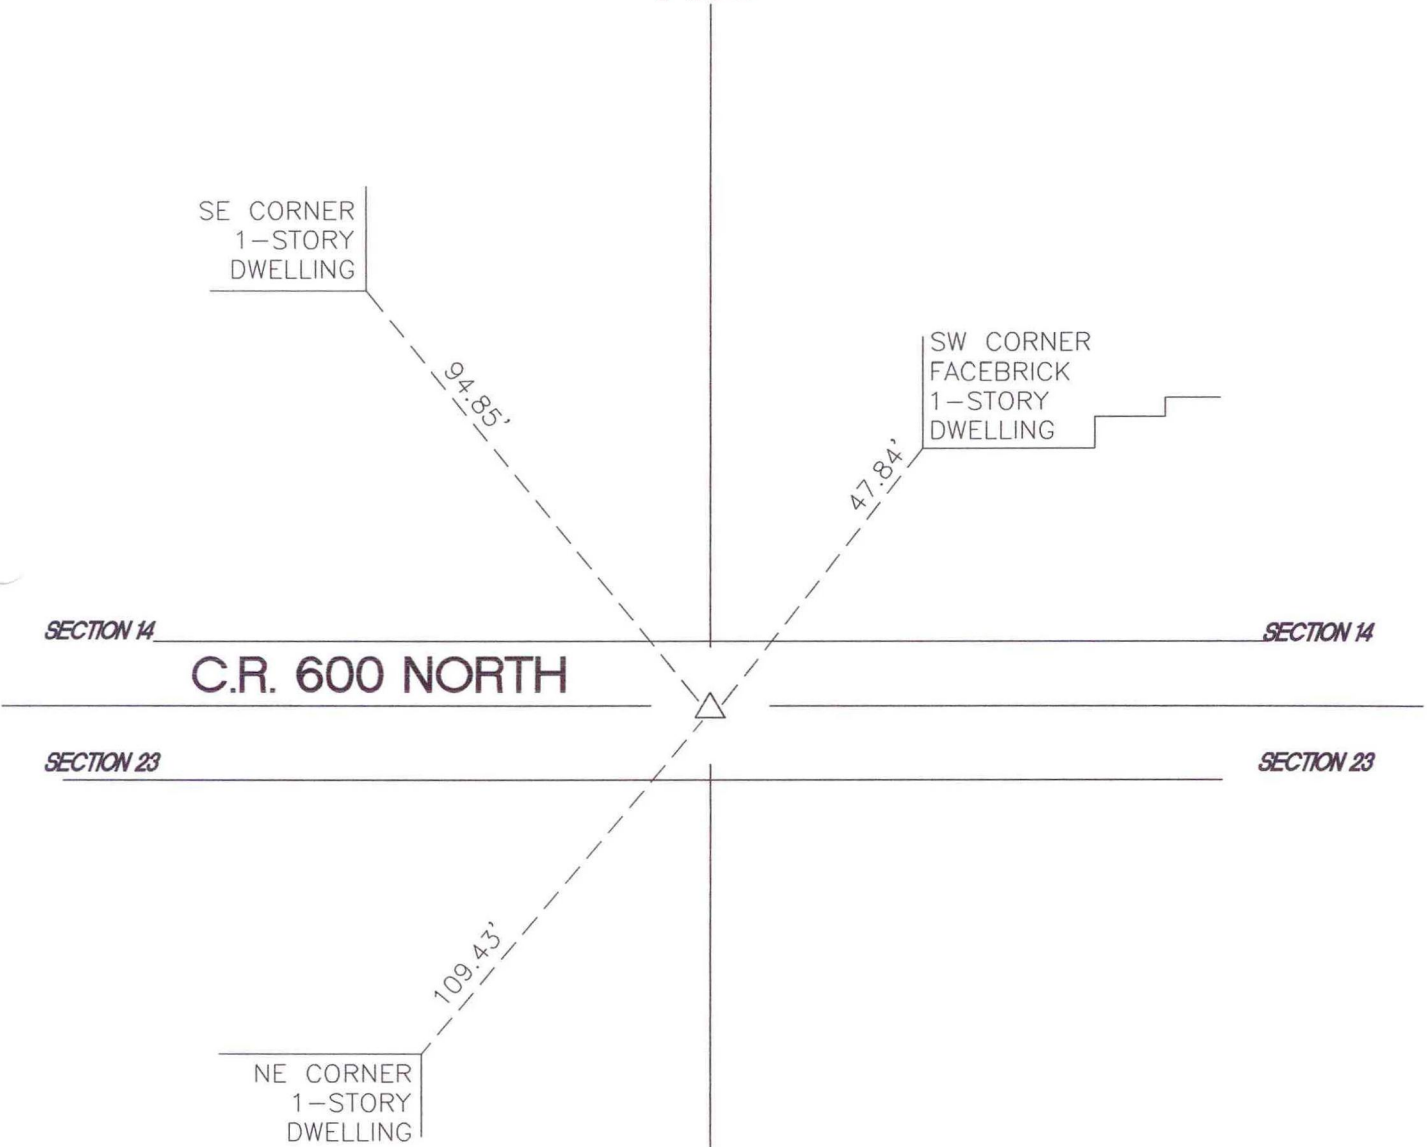 SE CORNER
1-STORY
DWELLING
94.85'
SW CORNER
FACEBRICK
1-STORY
DWELLING
47.84'
SECTION 14
SECTION 14
C.R. 600 NORTH
SECTION 23
SECTION 23
109.43'
NE CORNER
1-STORY
DWELLING